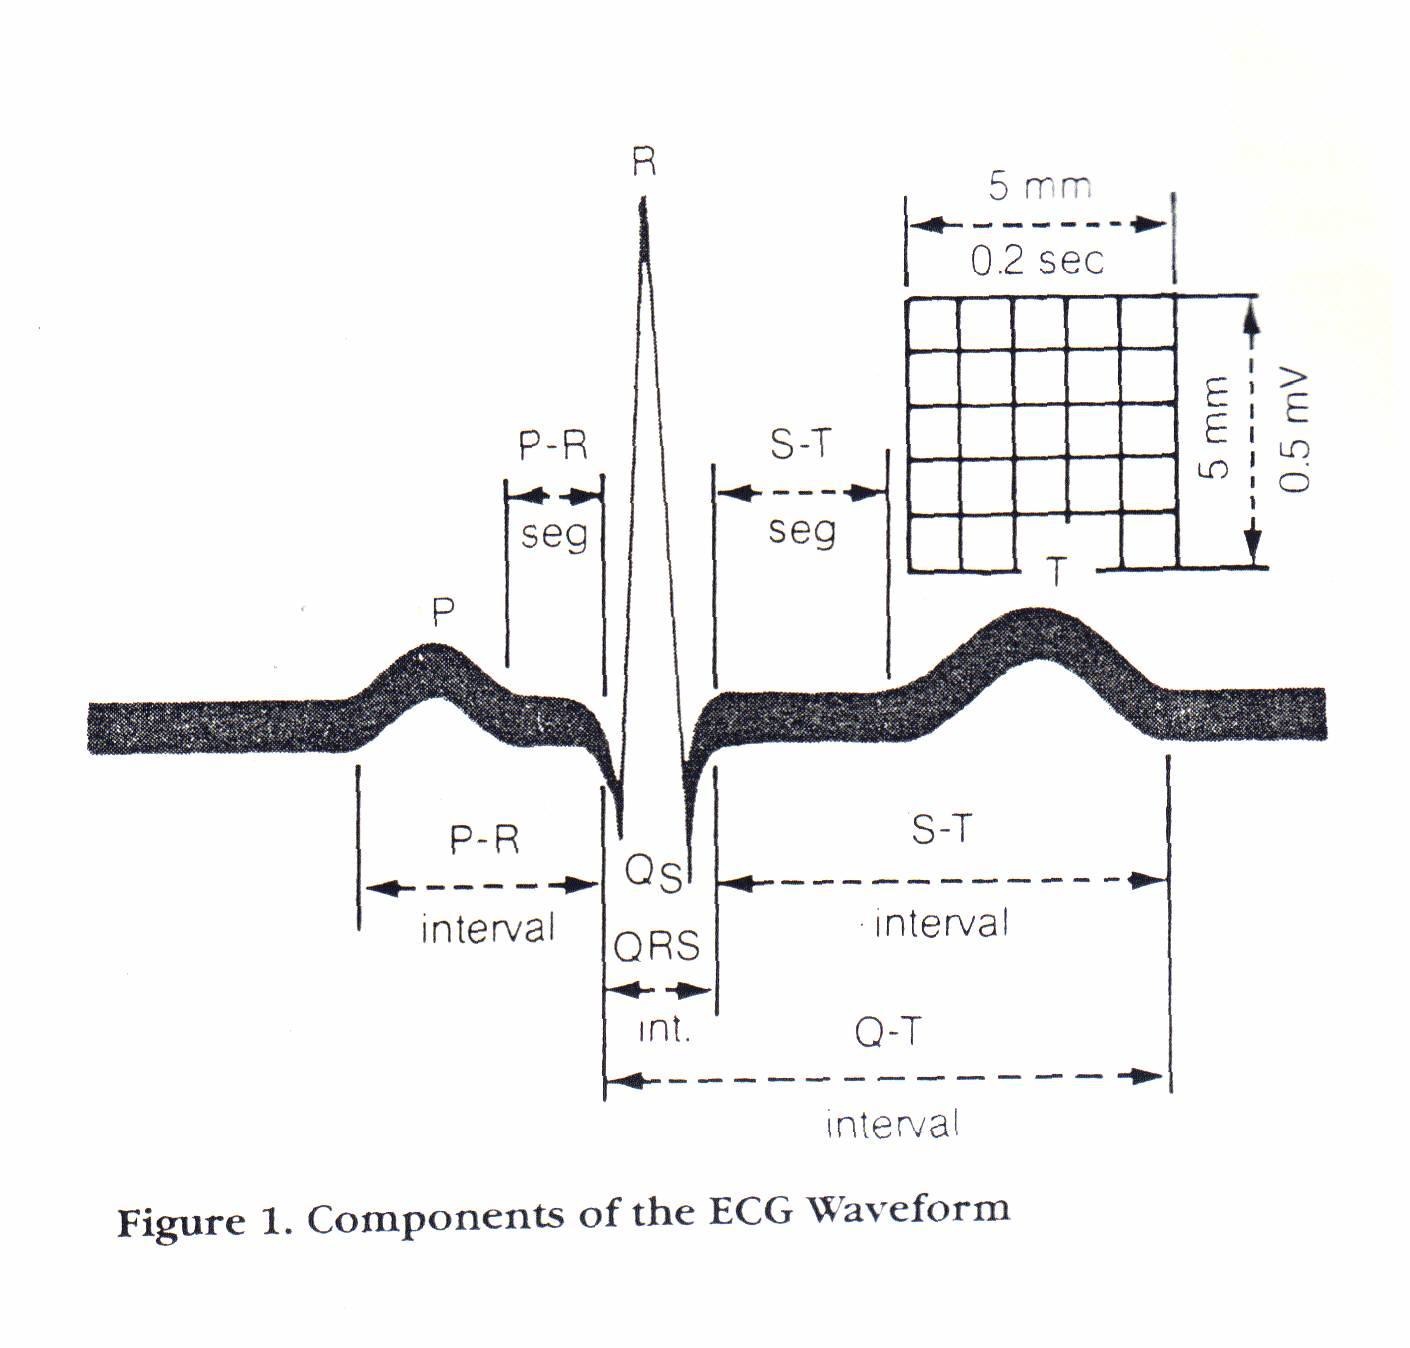 R
5 mm
0.2 sec
5 mm
0.5 mV
P-R
seg
S-T
seg
P
T
P-R
interval
Q
S
S-T
interval
QRS
int.
Q-T
interval
Figure 1. Components of the ECG Waveform